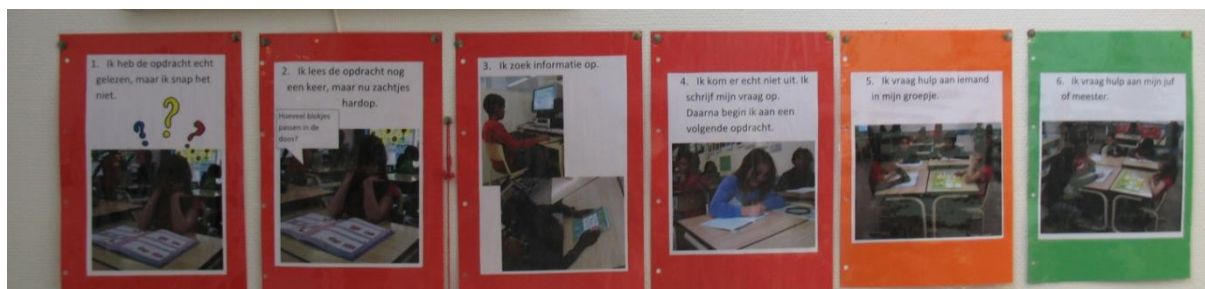 1. Ik heb de opdracht echt
gelezen, maar ik snap het
niet.
? ? ?
2. Ik lees de opdracht nog
een keer, maar nu zachtjes
hardop.
Hoeveel blokjes
passen in de
doos?
3. Ik zoek informatie op.
4. Ik kom er echt niet uit. Ik
schrijf mijn vraag op.
Daarna begin ik aan een
volgende opdracht.
5. Ik vraag hulp aan iemand
in mijn groepje.
6. Ik vraag hulp aan mijn juf
of meester.